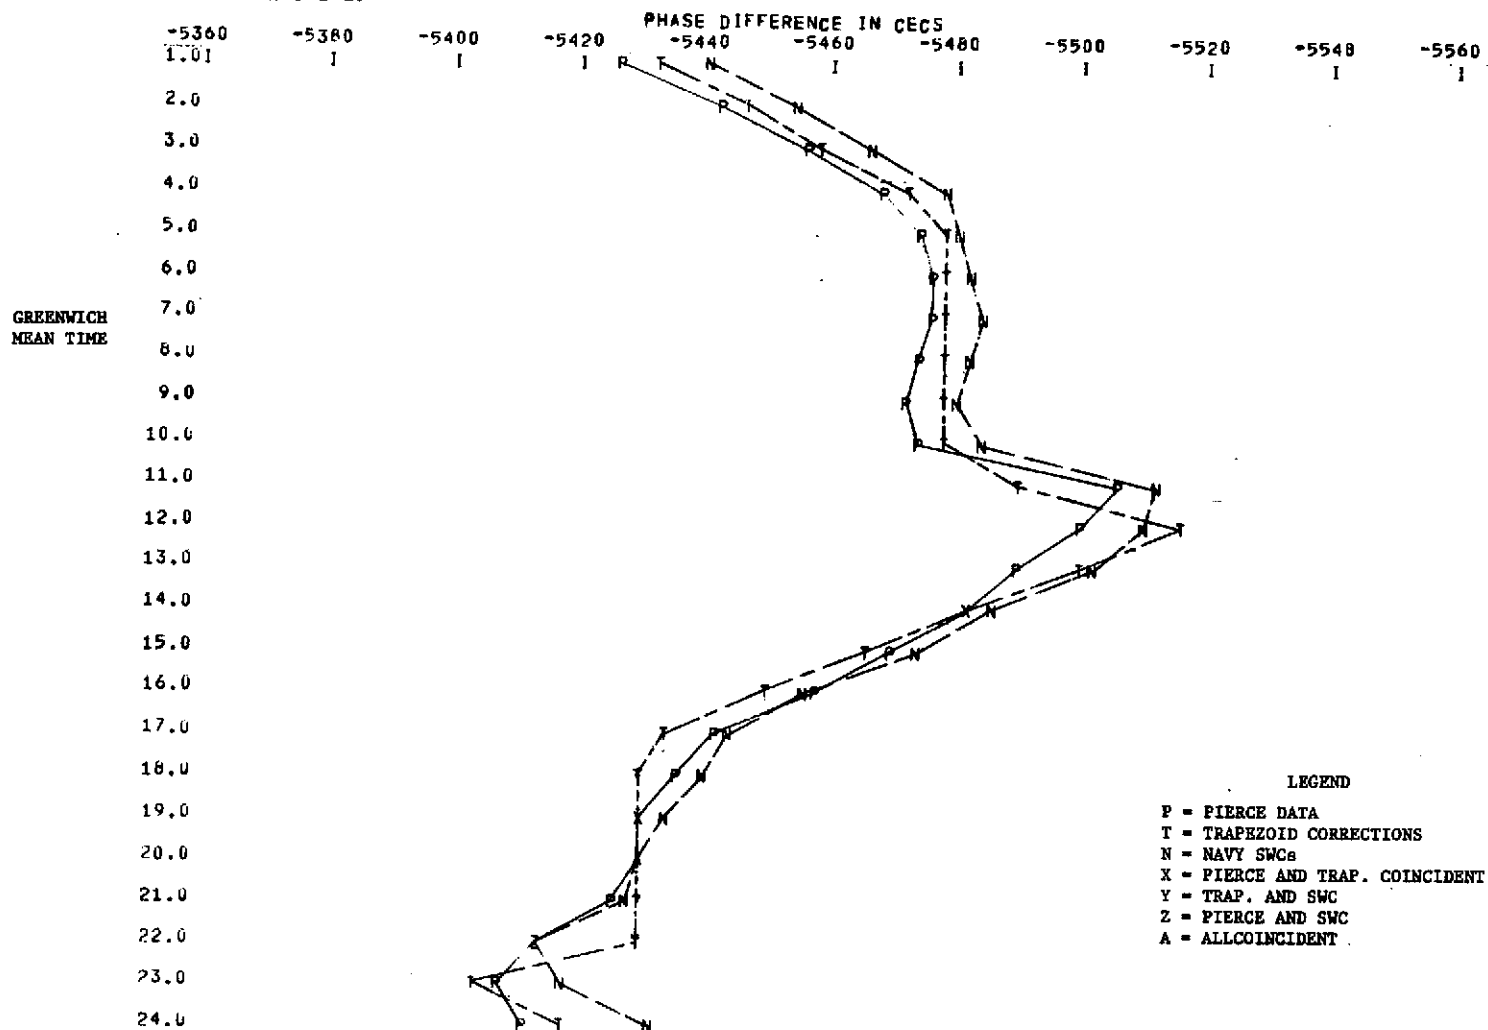 PHASE DIFFERENCE IN CECS
-5360 -5380 -5400 -5420 -5440 -5460 -5480 -5500 -5520 -5540 -5560
1.0I I I I I I I I I
2.0
3.0
4.0
5.0
6.0
GREENWICH
MEAN TIME
7.0
8.0
9.0
10.0
11.0
12.0
13.0
14.0
15.0
16.0
17.0
18.0
19.0
20.0
21.0
22.0
23.0
24.0
LEGEND
P = PIERCE DATA
T = TRAPEZOID CORRECTIONS
N = NAVY SWCs
X = PIERCE AND TRAP. COINCIDENT
Y = TRAP. AND SWC
Z = PIERCE AND SWC
A = ALLCOINCIDENT